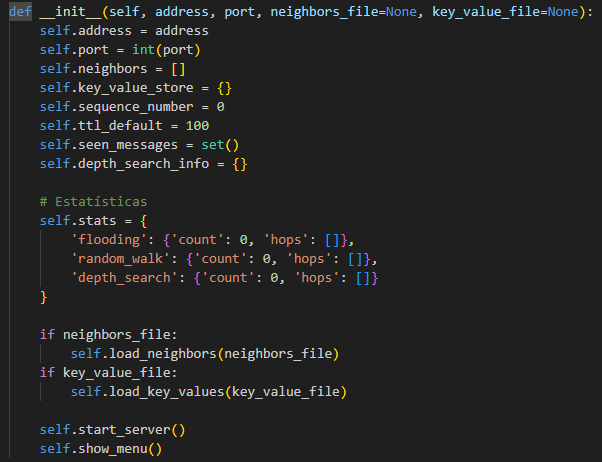 def __init__(self, address, port, neighbors_file=None, key_value_file=None):
    self.address = address
    self.port = int(port)
    self.neighbors = []
    self.key_value_store = {}
    self.sequence_number = 0
    self.ttl_default = 100
    self.seen_messages = set()
    self.depth_search_info = {}

    # Estatísticas
    self.stats = {
        'flooding': {'count': 0, 'hops': []},
        'random_walk': {'count': 0, 'hops': []},
        'depth_search': {'count': 0, 'hops': []}
    }

    if neighbors_file:
        self.load_neighbors(neighbors_file)
    if key_value_file:
        self.load_key_values(key_value_file)

    self.start_server()
    self.show_menu()